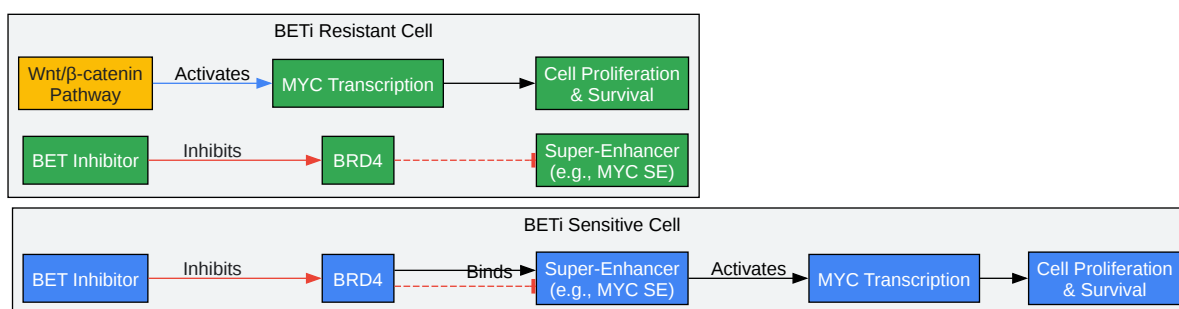 BETi Resistant Cell
Wnt/β-catenin
Pathway
Activates
MYC Transcription
Cell Proliferation
& Survival
BET Inhibitor
Inhibits
BRD4
Super-Enhancer
(e.g., MYC SE)
BETi Sensitive Cell
BET Inhibitor
Inhibits
BRD4
Binds
Super-Enhancer
(e.g., MYC SE)
Activates
MYC Transcription
Cell Proliferation
& Survival